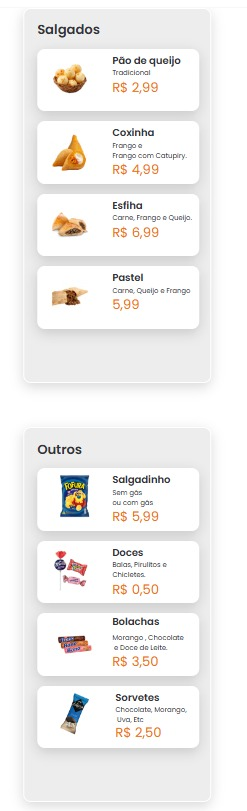 Salgados
Pão de queijo
Tradicional
R$ 2,99
Coxinha
Frango e
Frango com Catupiry.
R$ 4,99
Esfiha
Carne, Frango e Queijo.
R$ 6,99
Pastel
Carne, Queijo e Frango
5,99
Outros
FOFURA
Salgadinho
Sem gás
ou com gás
R$ 5,99
Doces
Balas, Pirulitos e
Chicletes.
R$ 0,50
Bolachas
Morango , Chocolate
e Doce de Leite.
R$ 3,50
Sorvetes
Chocolate, Morango,
Uva, Etc
R$ 2,50